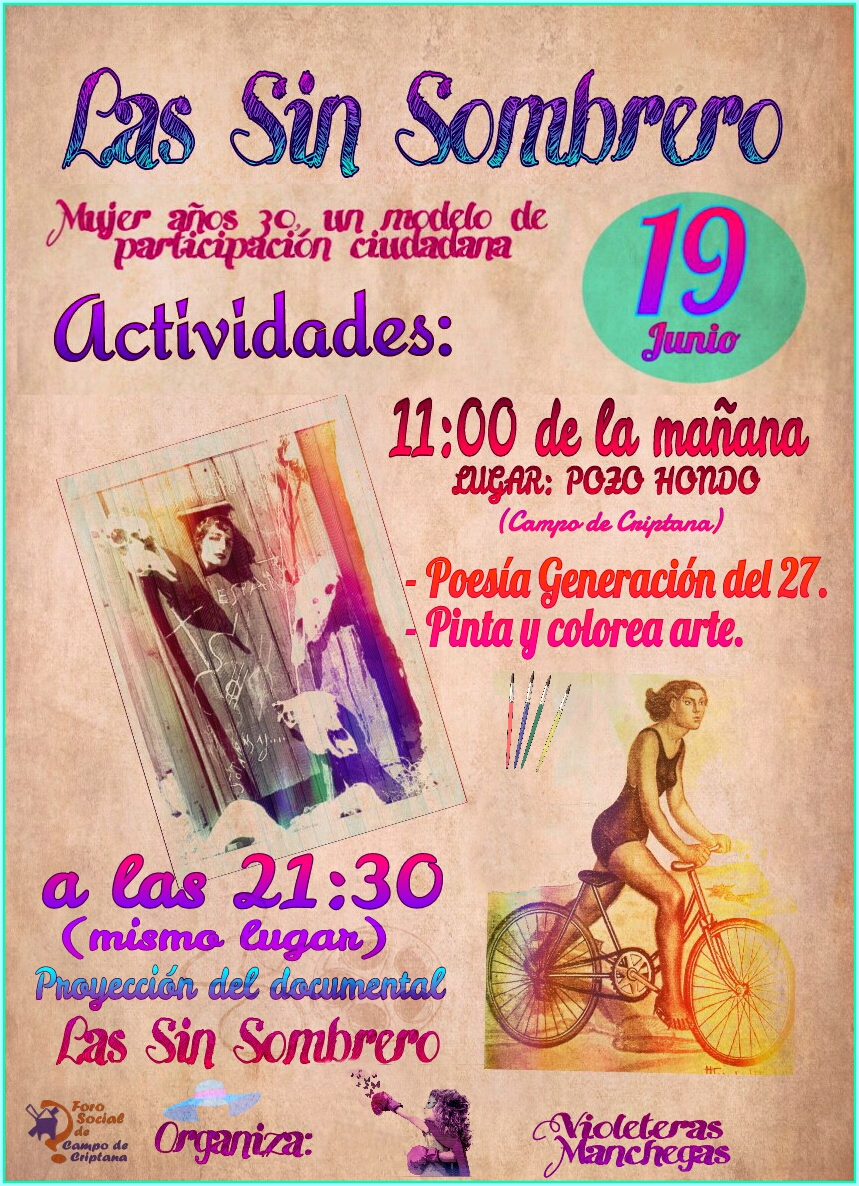 Las Sin Sombrero
Mujer años 30, un modelo de
participación ciudadana
19
Junio
Actividades:
11:00 de la mañana
LUGAR: POZO HONDO
(Campo de Criptana)
- Poesía Generación del 27.
- Pinta y colorea arte.
ESPAÑ
a las 21:30
(mismo lugar)
Proyección del documental
Las Sin Sombrero
Foro
Social
de
Campo de
Criptana
Organiza:
Violeteras
Manchegas